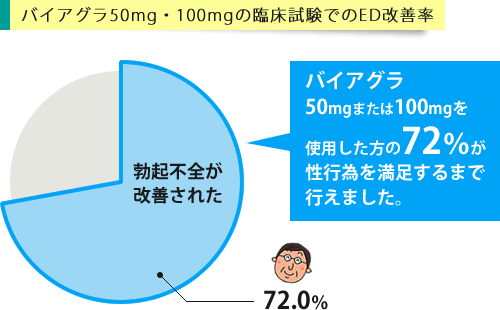 バイアグラ50mg・100mgの臨床試験でのED改善率
バイアグラ
50mgまたは100mgを
使用した方の72%が
性行為を満足するまで
行えました。
勃起不全が
改善された
72.0%